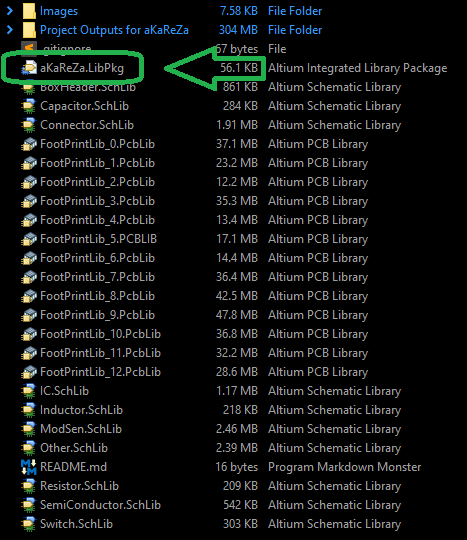 Images 7.58 KB File Folder
Project Outputs for aKaReZa 304 MB File Folder
.gitignore 67 bytes File
aKaReZa.LibPkg 56.1 KB Altium Integrated Library Package
BoxHeader.SchLib 861 KB Altium Schematic Library
Capacitor.SchLib 284 KB Altium Schematic Library
Connector.SchLib 1.91 MB Altium Schematic Library
FootPrintLib_0.PcbLib 37.1 MB Altium PCB Library
FootPrintLib_1.PcbLib 23.2 MB Altium PCB Library
FootPrintLib_2.PcbLib 12.2 MB Altium PCB Library
FootPrintLib_3.PcbLib 35.3 MB Altium PCB Library
FootPrintLib_4.PcbLib 13.4 MB Altium PCB Library
FootPrintLib_5.PCBLIB 17.1 MB Altium PCB Library
FootPrintLib_6.PcbLib 14.4 MB Altium PCB Library
FootPrintLib_7.PcbLib 36.4 MB Altium PCB Library
FootPrintLib_8.PcbLib 42.5 MB Altium PCB Library
FootPrintLib_9.PcbLib 47.8 MB Altium PCB Library
FootPrintLib_10.PcbLib 36.8 MB Altium PCB Library
FootPrintLib_11.PcbLib 32.2 MB Altium PCB Library
FootPrintLib_12.PcbLib 28.6 MB Altium PCB Library
IC.SchLib 1.17 MB Altium Schematic Library
Inductor.SchLib 218 KB Altium Schematic Library
ModSen.SchLib 2.46 MB Altium Schematic Library
Other.SchLib 2.39 MB Altium Schematic Library
README.md 16 bytes Program Markdown Monster
Resistor.SchLib 209 KB Altium Schematic Library
SemiConductor.SchLib 542 KB Altium Schematic Library
Switch.SchLib 303 KB Altium Schematic Library